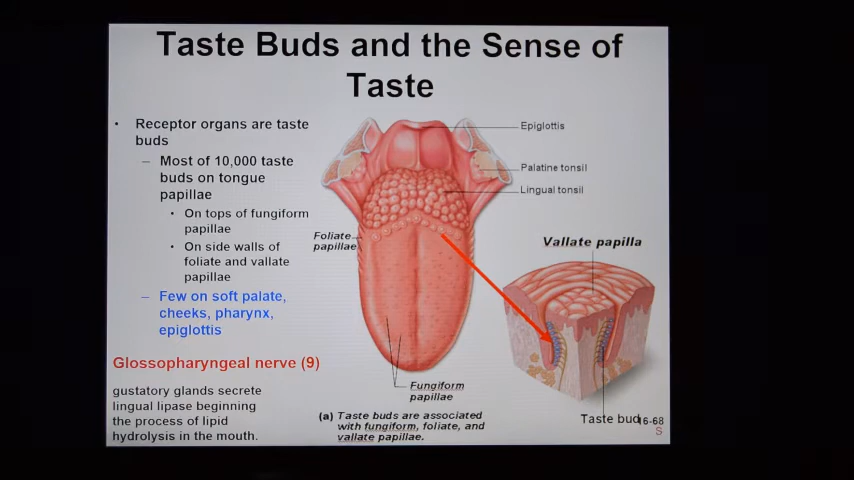 Taste Buds and the Sense of
Taste
• Receptor organs are taste
buds
– Most of 10,000 taste
buds on tongue
papillae
• On tops of fungiform
papillae
• On side walls of
foliate and vallate
papillae
– Few on soft palate,
cheeks, pharynx,
epiglottis
Glossopharyngeal nerve (9)
gustatory glands secrete
lingual lipase beginning
the process of lipid
hydrolysis in the mouth.
Epiglottis
Palatine tonsil
Lingual tonsil
Foliate
papillae
Vallate papilla
Fungiform
papillae
(a) Taste buds are associated
with fungiform, foliate, and
vallate papillae.
Taste bud
16-68
S